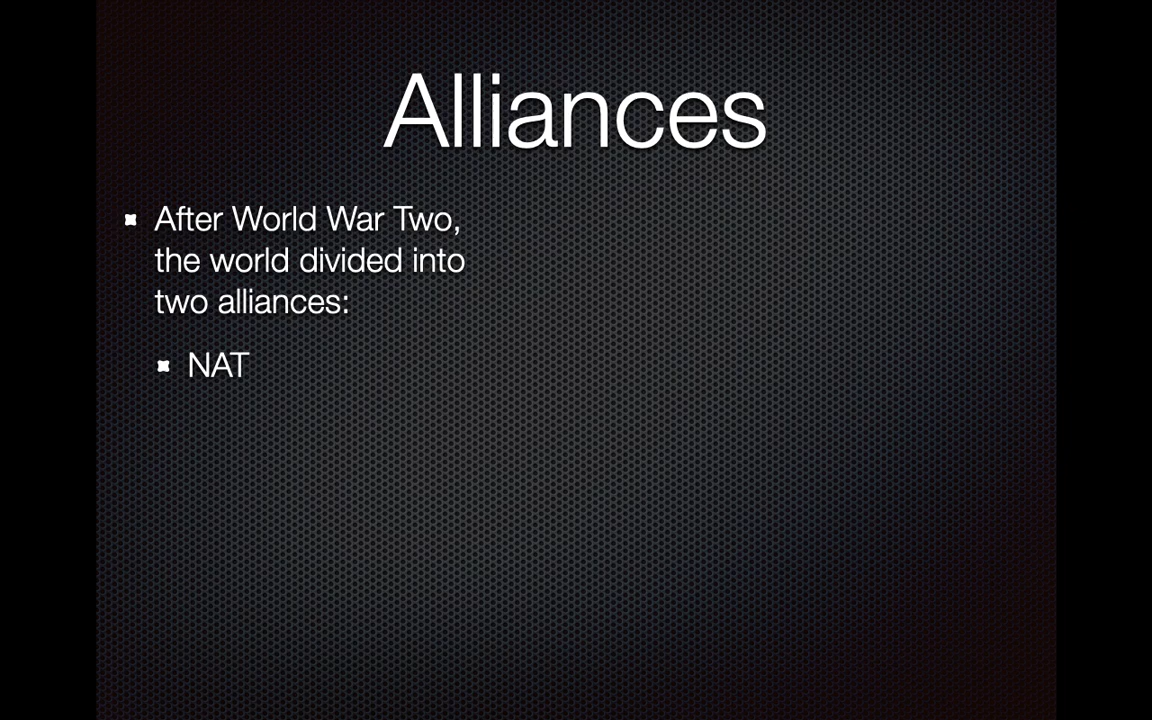 Alliances
After World War Two,
the world divided into
two alliances:
NAT